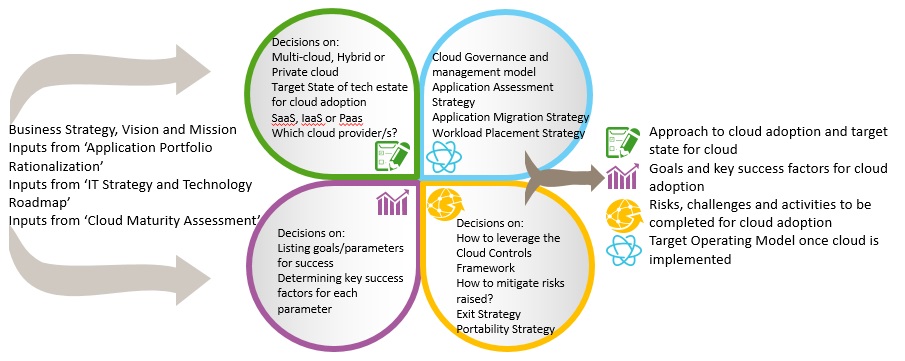 Business Strategy, Vision and Mission
Inputs from ‘Application Portfolio
Rationalization’
Inputs from ‘IT Strategy and Technology
Roadmap’
Inputs from ‘Cloud Maturity Assessment’
Decisions on:
Multi-cloud, Hybrid or
Private cloud
Target State of tech estate
for cloud adoption
SaaS, IaaS or Paas
Which cloud provider/s?
Cloud Governance and
management model
Application Assessment
Strategy
Application Migration Strategy
Workload Placement Strategy
Decisions on:
Listing goals/parameters
for success
Determining key success
factors for each
parameter
Decisions on:
How to leverage the
Cloud Controls
Framework
How to mitigate risks
raised?
Exit Strategy
Portability Strategy
Approach to cloud adoption and target
state for cloud
Goals and key success factors for cloud
adoption
Risks, challenges and activities to be
completed for cloud adoption
Target Operating Model once cloud is
implemented